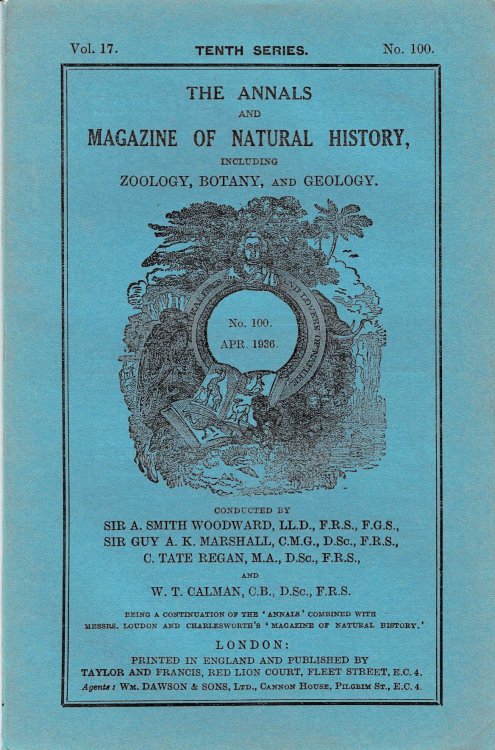 Vol. 17. TENTH SERIES. No. 100.
THE ANNALS
AND
MAGAZINE OF NATURAL HISTORY,
INCLUDING
ZOOLOGY, BOTANY, AND GEOLOGY.
AND LOVERS OF NATURE
No. 100.
APR. 1936.
CONDUCTED BY
SIR A. SMITH WOODWARD, LL.D., F.R.S., F.G.S.,
SIR GUY A. K. MARSHALL, C.M.G., D.Sc., F.R.S.,
C. TATE REGAN, M.A., D.Sc., F.R.S.,
AND
W. T. CALMAN, C.B., D.Sc., F.R.S.
BEING A CONTINUATION OF THE ‘ANNALS’ COMBINED WITH
MESSRS. LOUDON AND CHARLESWORTH’S ‘MAGAZINE OF NATURAL HISTORY.’
LONDON:
PRINTED IN ENGLAND AND PUBLISHED BY
TAYLOR AND FRANCIS, RED LION COURT, FLEET STREET, E.C. 4.
Agents: WM. DAWSON & SONS, LTD., CANNON HOUSE, PILGRIM ST., E.C. 4.